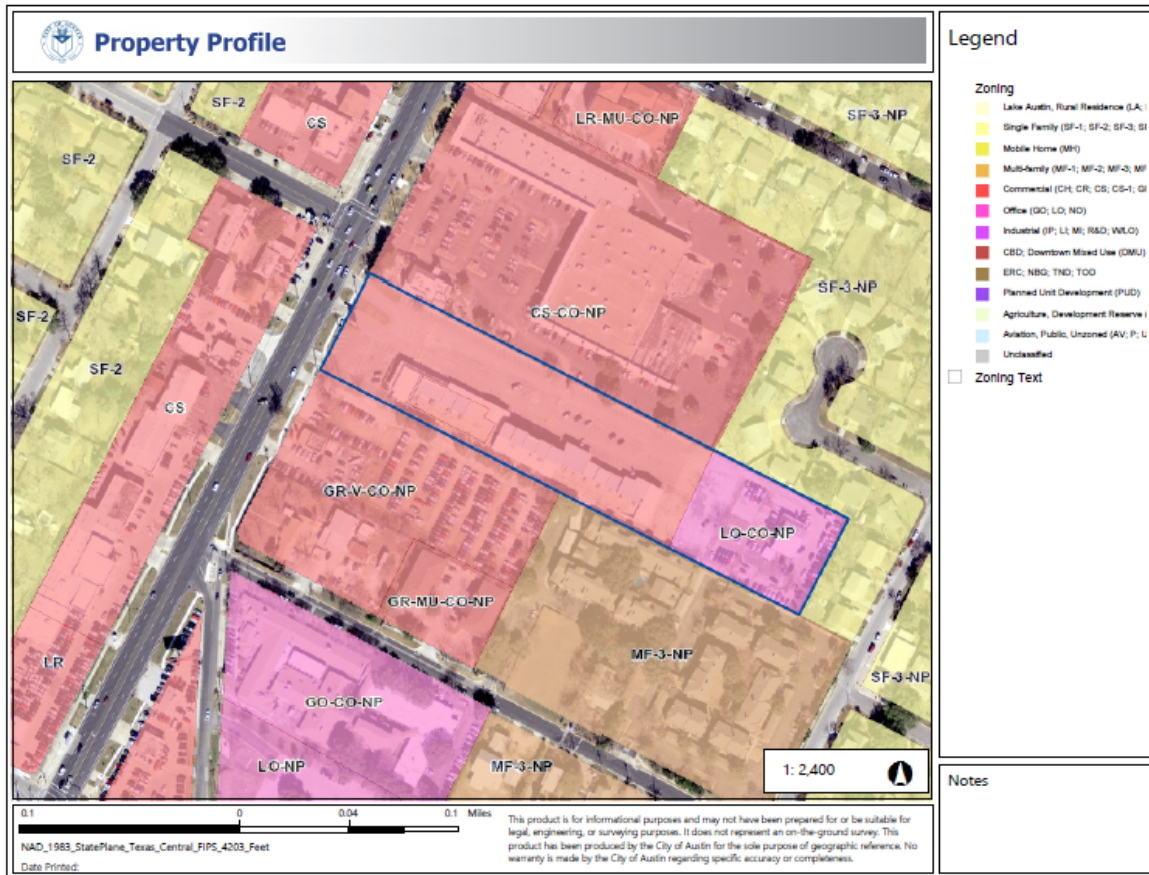 Property Profile
SF-2
CS
LR-MU-CO-NP
SF-3-NP
SF-2
CS-CO-NP
SF-3-NP
SF-2
SF-2
CS
GR-V-CO-NP
LO-CO-NP
GR-MU-CO-NP
LR
MF-3-NP
SF-3-NP
GO-CO-NP
LO-NP
MF-3-NP
1: 2,400
Legend
Zoning
Lake Austin, Rural Residence (LA;
Single Family (SF-1; SF-2; SF-3;
Mobile Home (MH)
Multi-family (MF-1; MF-2; MF-3; MF
Commercial (CH; CR; CS; CS-1;
Office (GO; LO; NO)
Industrial (IP; LI; MI; R&D; W/LO)
CBD; Downtown Mixed Use (DMU)
ERC; NBG; TND; TOD
Planned Unit Development (PUD)
Agriculture, Development Reserve
Aviation, Public, Unzoned (AV; P;
Unclassified
Zoning Text
Notes
0.1 0 0.04 0.1 Miles
NAD_1983_StatePlane_Texas_Central_FIPS_4203_Feet
Date Printed:
This product is for informational purposes and may not have been prepared for or be suitable for
legal, engineering, or surveying purposes. It does not represent an on-the-ground survey. This
product has been produced by the City of Austin for the sole purpose of geographic reference. No
warranty is made by the City of Austin regarding specific accuracy or completeness.